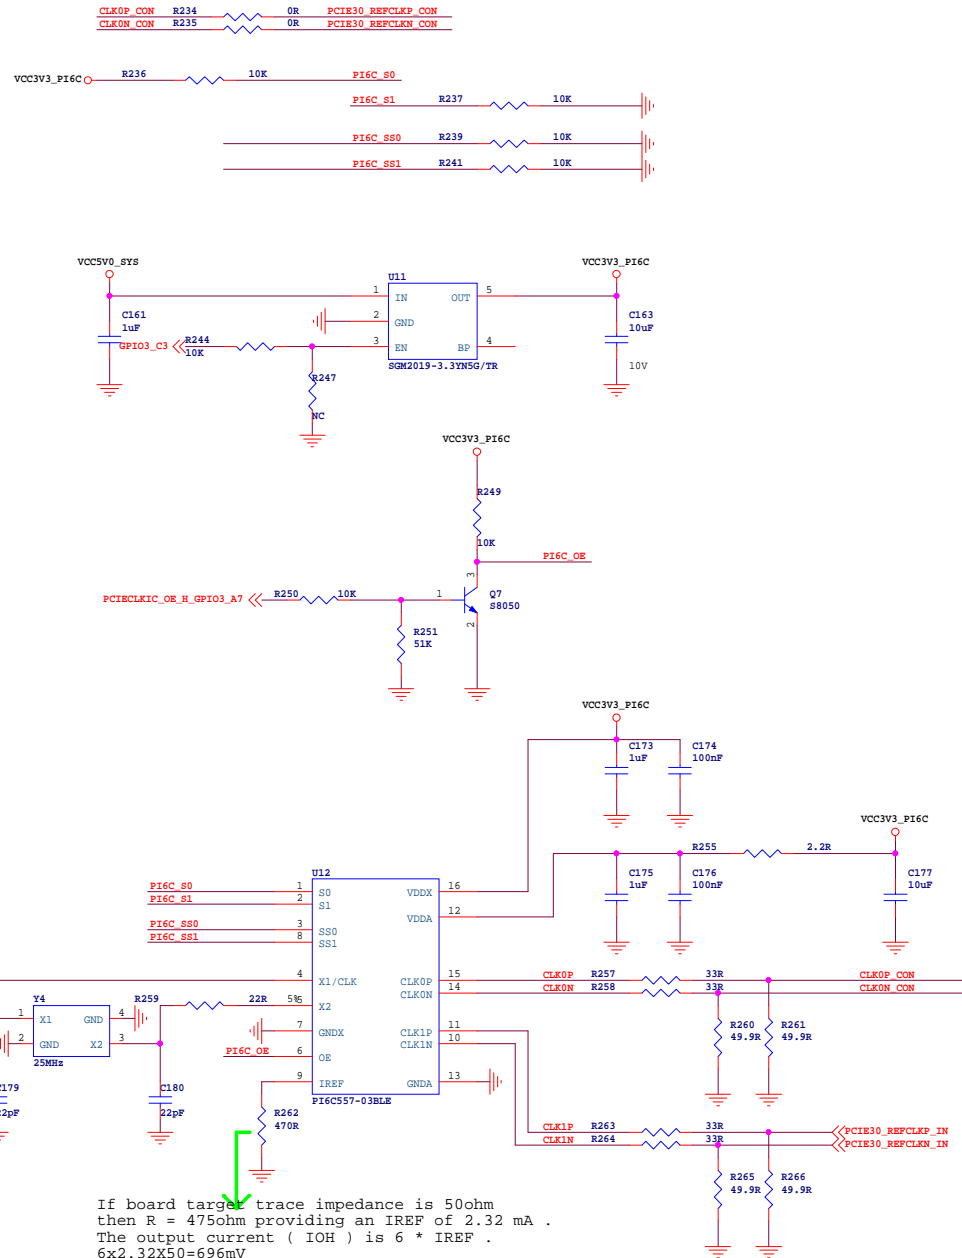 CLK0P_CON R234 0R PCIE30_REFCLKP_CON
CLK0N_CON R235 0R PCIE30_REFCLKN_CON
VCC3V3_PI6C R236 10K PI6C_S0
PI6C_S1 R237 10K
PI6C_SS0 R239 10K
PI6C_SS1 R241 10K
VCC5V0_SYS
VCC3V3_PI6C
U11
1 IN OUT 5
C161
1uF
2 GND
C163
10uF
GPIO3_C3 R244
10K
3 EN BP 4
SGM2019-3.3YN5G/TR
10V
R247
NC
VCC3V3_PI6C
R249
10K
PI6C_OE
3
PCIECLKIC_OE_H_GPIO3_A7 R250 10K 1
Q7
S8050
2
R251
51K
VCC3V3_PI6C
C173
1uF
C174
100nF
VCC3V3_PI6C
R255 2.2R
C175
1uF
C176
100nF
C177
10uF
U12
PI6C_S0 1 S0 VDDX 16
PI6C_S1 2 S1
VDDA 12
PI6C_SS0 3 SS0
PI6C_SS1 8 SS1
4 X1/CLK CLK0P 15 CLK0P R257 33R CLK0P_CON
CLK0N 14 CLK0N R258 33R CLK0N_CON
Y4
R259 22R 5% 5 X2
1 X1 GND 4
2 GND X2 3
25MHz
7 GNDX CLK1P 11
CLK1N 10
R260
49.9R
R261
49.9R
PI6C_OE 6 OE
9 IREF GNDA 13
PI6C557-03BLE
C179
22pF
C180
22pF
R262
470R
CLK1P R263 33R PCIE30_REFCLKP_IN
CLK1N R264 33R PCIE30_REFCLKN_IN
R265
49.9R
R266
49.9R
If board target trace impedance is 50ohm
then R = 475ohm providing an IREF of 2.32 mA .
The output current ( IOH ) is 6 * IREF .
6x2.32X50=696mV